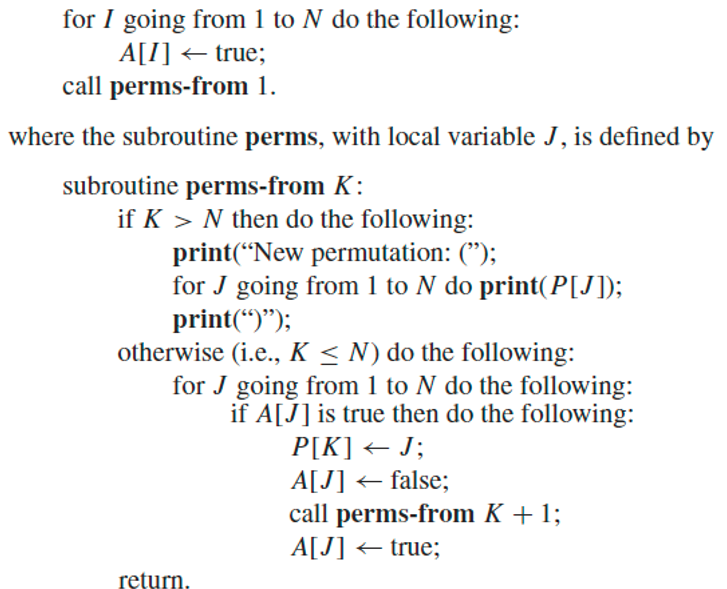 for I going from 1 to N do the following:
A[I] ← true;
call perms-from 1.
where the subroutine perms, with local variable J, is defined by
subroutine perms-from K:
if K > N then do the following:
print(“New permutation: (”);
for J going from 1 to N do print(P[J]);
print(“)”);
otherwise (i.e., K ≤ N) do the following:
for J going from 1 to N do the following:
if A[J] is true then do the following:
P[K] ← J;
A[J] ← false;
call perms-from K + 1;
A[J] ← true;
return.